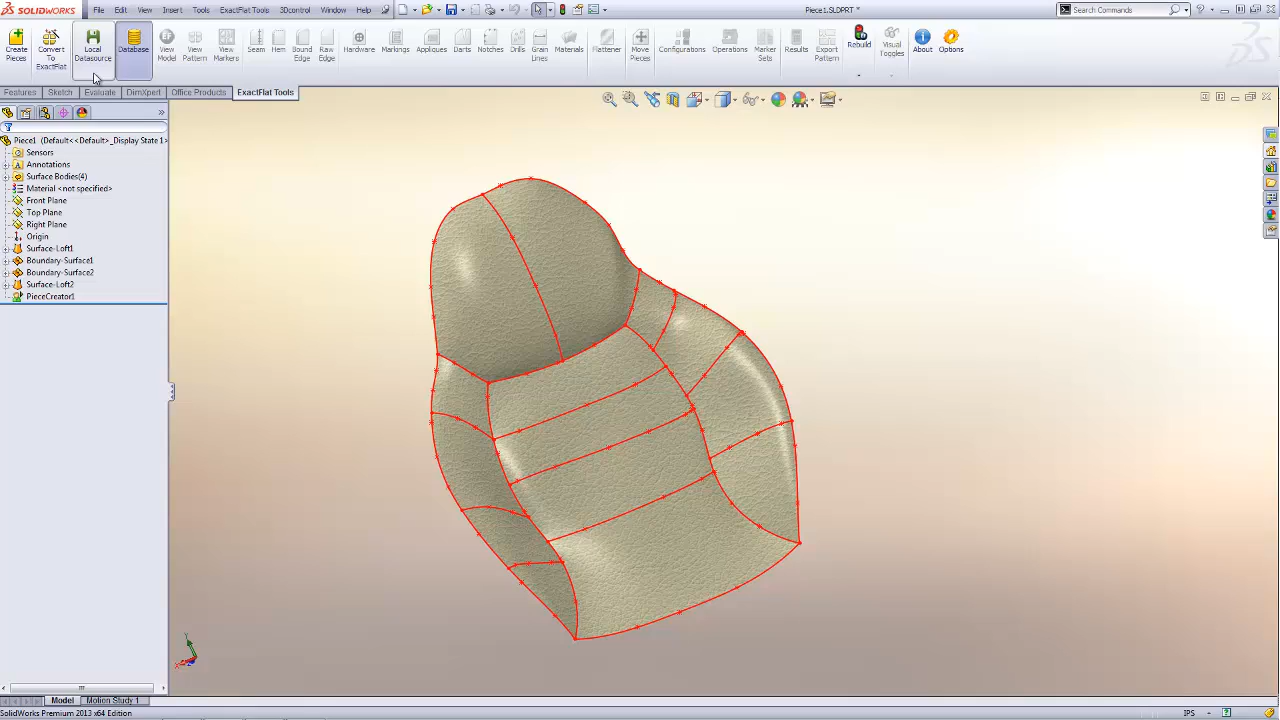 SOLIDWORKS File Edit View Insert Tools ExactFlat Tools 3Dcontrol Window Help Piece1.SLDPRT * Search Commands
Create Pieces
Convert To ExactFlat
Local Datasource
Database
View Model
View Pattern
View Markers
Seam
Hem
Bound Edge
Raw Edge
Hardware
Markings
Appliques
Darts
Notches
Drills
Grain Lines
Materials
Flattener
Move Pieces
Configurations
Operations
Marker Sets
Results
Export Pattern
Rebuild
Visual Toggles
About
Options
Features Sketch Evaluate DimXpert Office Products ExactFlat Tools
Piece1 (Default<<Default>_Display State 1>
Sensors
Annotations
Surface Bodies(4)
Material <not specified>
Front Plane
Top Plane
Right Plane
Origin
Surface-Loft1
Boundary-Surface1
Boundary-Surface2
Surface-Loft2
PieceCreator1
Y
X
Model Motion Study 1
SolidWorks Premium 2013 x64 Edition IPS